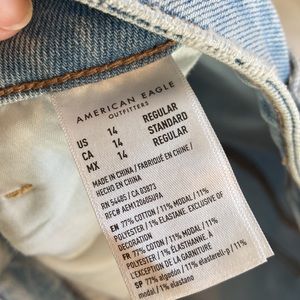 AMERICAN EAGLE
OUTFITTERS
US 14 REGULAR
CA 14 STANDARD
MX 14 REGULAR
MADE IN CHINA / FABRIQUÉ EN CHINE /
HECHO EN CHINA
RN 54485 / CA 03873
RFC# AEM120605U9A
EN 77% COTTON / 11% MODAL / 11%
POLYESTER / 1% ELASTANE EXCLUSIVE OF
DECORATION
FR 77% COTON / 11% MODAL / 11%
POLYESTER / 1% ÉLASTHANNE À
L'EXCEPTION DE LA GARNITURE
SP 77% algodón / 11% elasterell-p / 11%
modal / 1% elastano